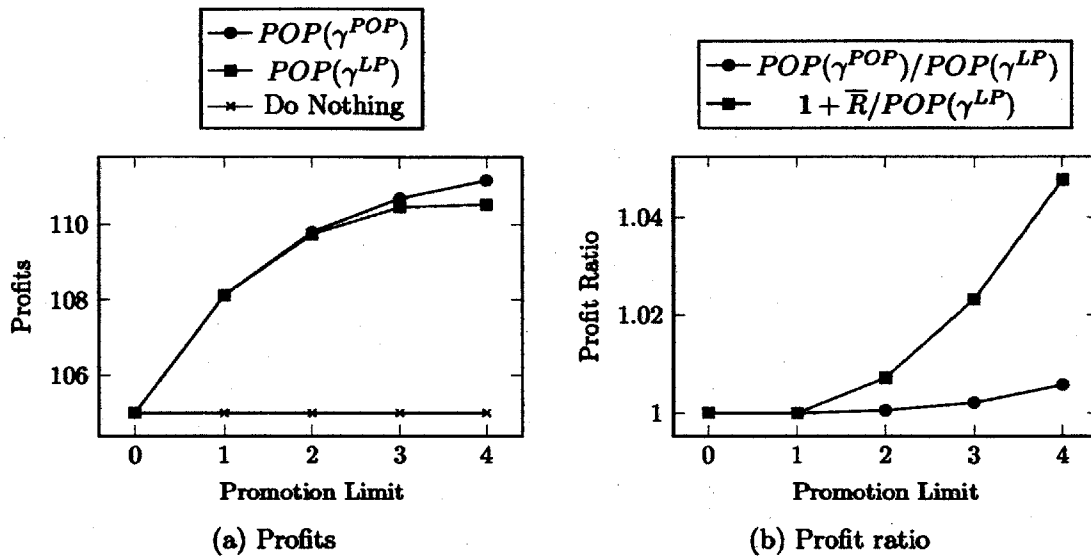 POP(γ^{POP})
POP(γ^{LP})
Do Nothing
110
108
106
0 1 2 3 4
Profits
Promotion Limit
(a) Profits
POP(γ^{POP})/POP(γ^{LP})
1 + R̅/POP(γ^{LP})
1.04
1.02
1
0 1 2 3 4
Profit Ratio
Promotion Limit
(b) Profit ratio